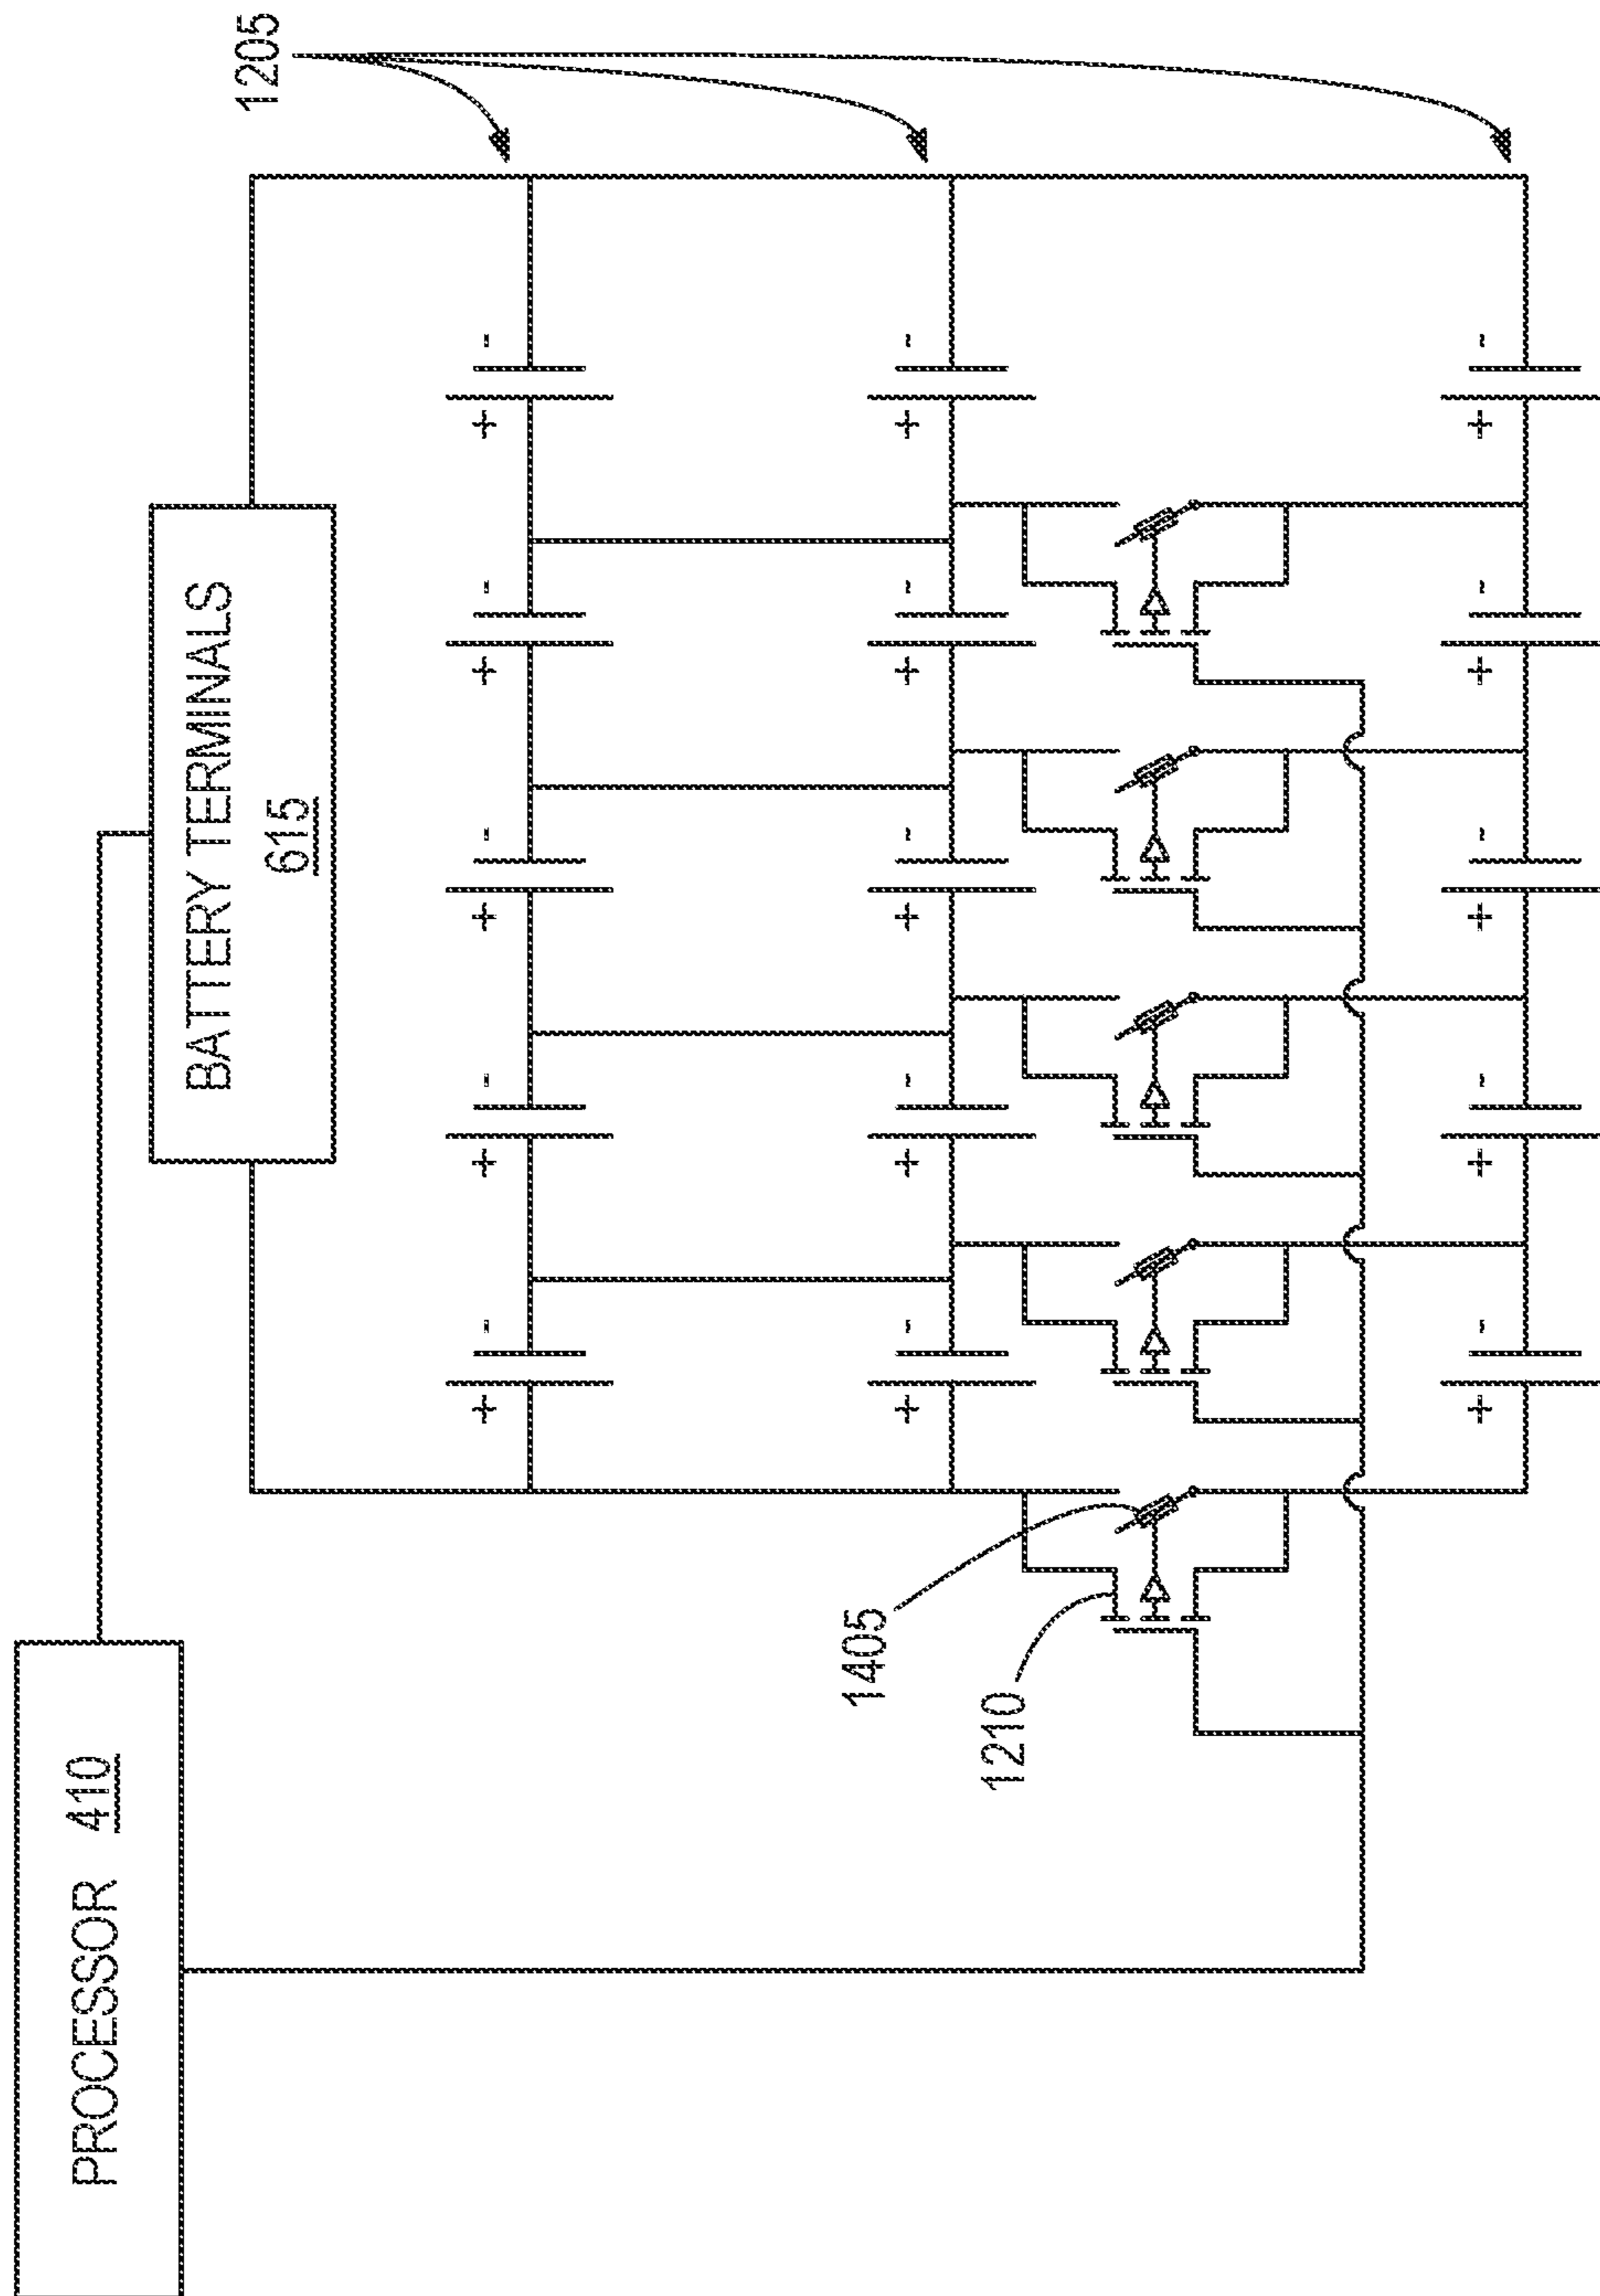 PROCESSOR 410
BATTERY TERMINALS
615
1205
1405
1210
+ - + - + - + - + -
+ - + - + - + - + -
+ - + - + - + - + -